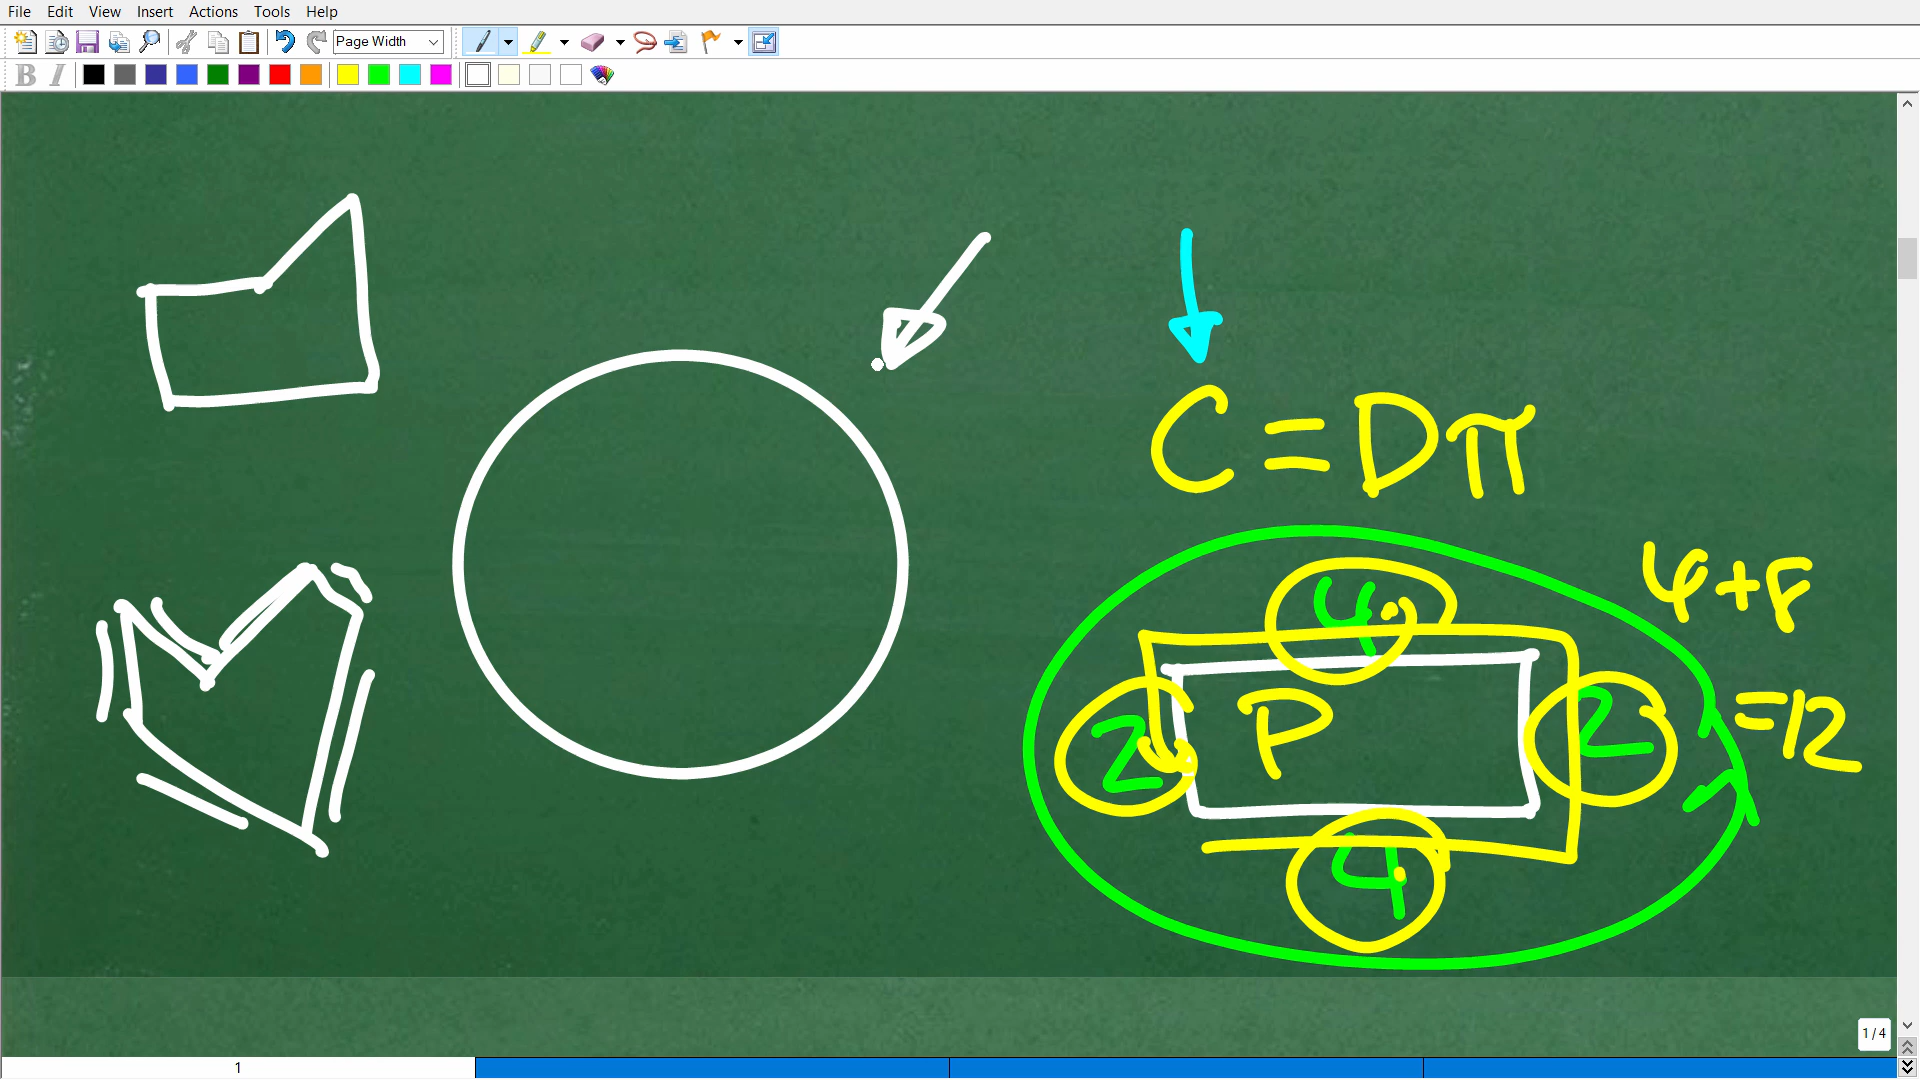 File Edit View Insert Actions Tools Help
Page Width
B I
C = Dπ
4
4 + 8
= 12
2 P 2
4
1 / 4
1